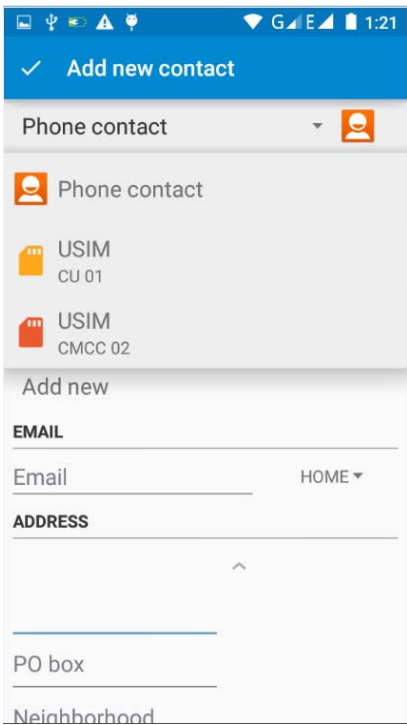 G E 1:21
Add new contact
Phone contact
Phone contact
USIM
CU 01
USIM
CMCC 02
Add new
EMAIL
Email HOME
ADDRESS
PO box
Neighborhood